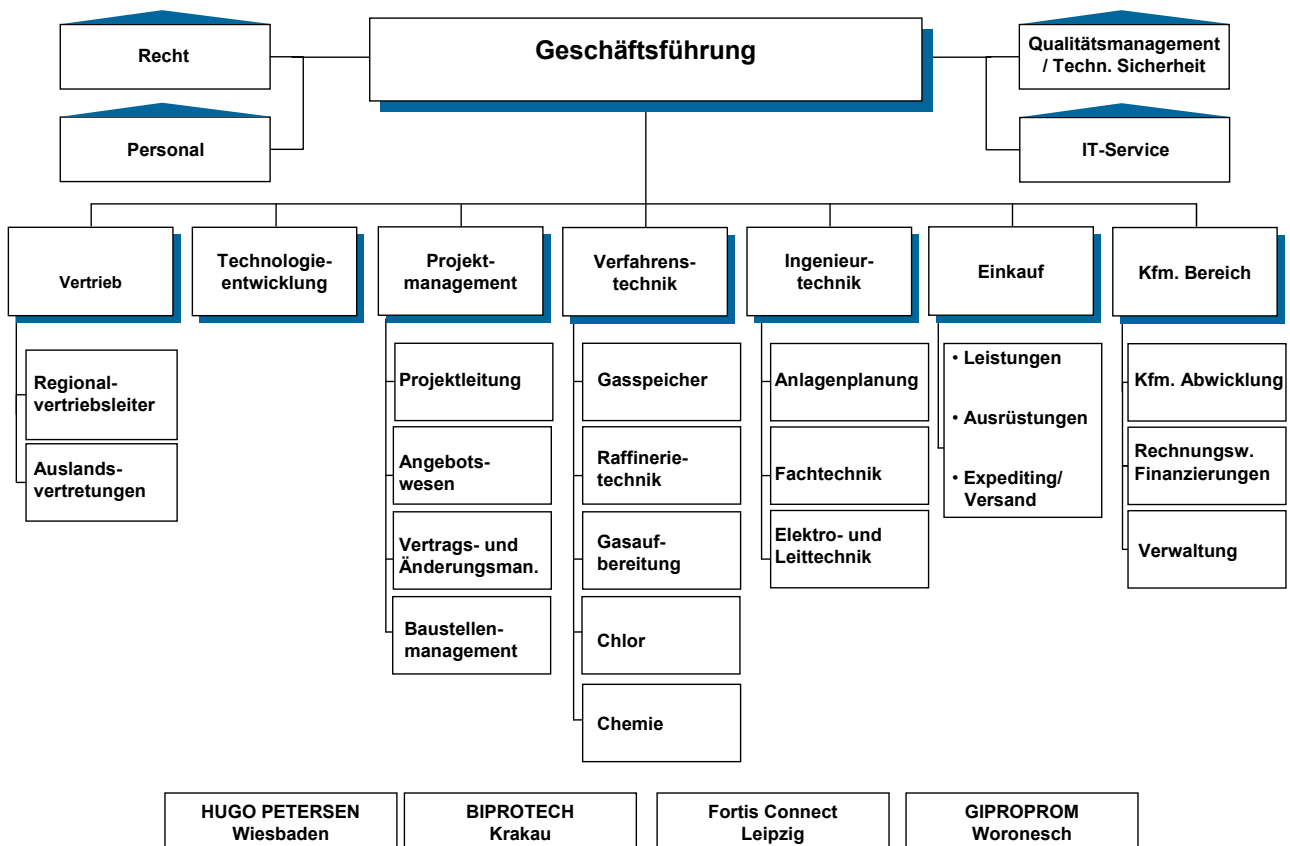 Recht
Personal
Geschäftsführung
Qualitätsmanagement
/ Techn. Sicherheit
IT-Service
Vertrieb
Regional-
vertriebsleiter
Auslands-
vertretungen
Technologie-
entwicklung
Projekt-
management
Projektleitung
Angebots-
wesen
Vertrags- und
Änderungsman.
Baustellen-
management
Verfahrens-
technik
Gasspeicher
Raffinerie-
technik
Gasauf-
bereitung
Chlor
Chemie
Ingenieur-
technik
Anlagenplanung
Fachtechnik
Elektro- und
Leittechnik
Einkauf
• Leistungen
• Ausrüstungen
• Expediting/
Versand
Kfm. Bereich
Kfm. Abwicklung
Rechnungsw.
Finanzierungen
Verwaltung
HUGO PETERSEN
Wiesbaden
BIPROTECH
Krakau
Fortis Connect
Leipzig
GIPROPROM
Woronesch